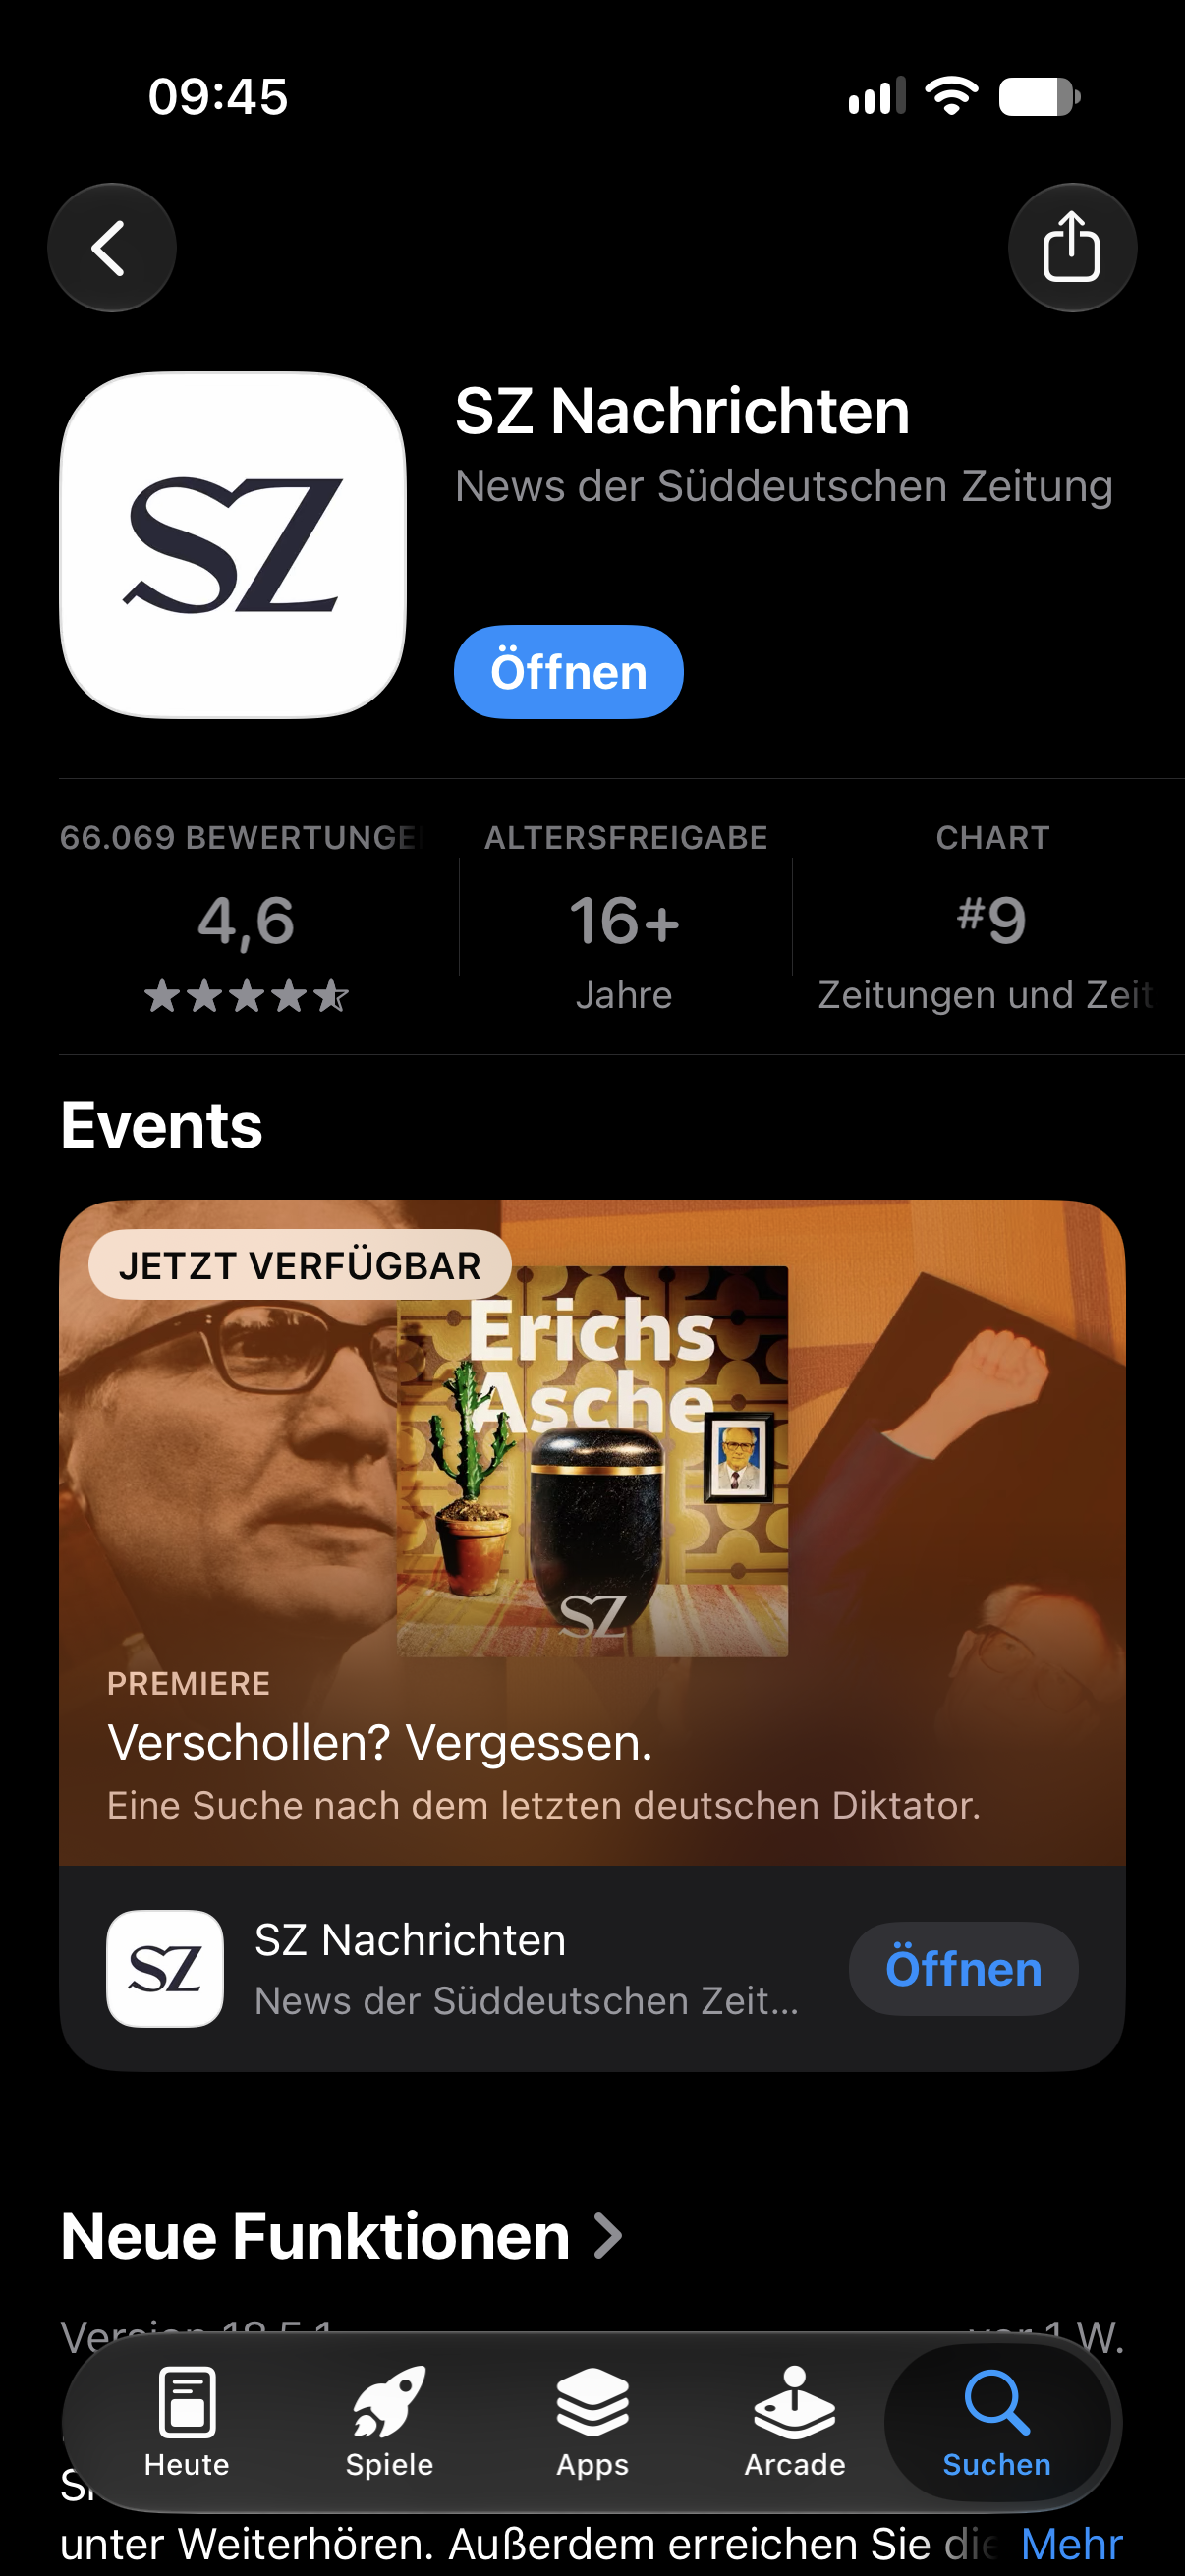 09:45
SZ
SZ Nachrichten
News der Süddeutschen Zeitung
Öffnen
66.069 BEWERTUNGEN
4,6
ALTERSFREIGABE
16+
Jahre
CHART
#9
Zeitungen und Zeit
Events
JETZT VERFÜGBAR
Erichs
Asche
SZ
PREMIERE
Verschollen? Vergessen.
Eine Suche nach dem letzten deutschen Diktator.
SZ
SZ Nachrichten
News der Süddeutschen Zeit...
Öffnen
Neue Funktionen
vor 1 W.
Heute
Spiele
Apps
Arcade
Suchen
unter Weiterhören. Außerdem erreichen Sie die Mehr